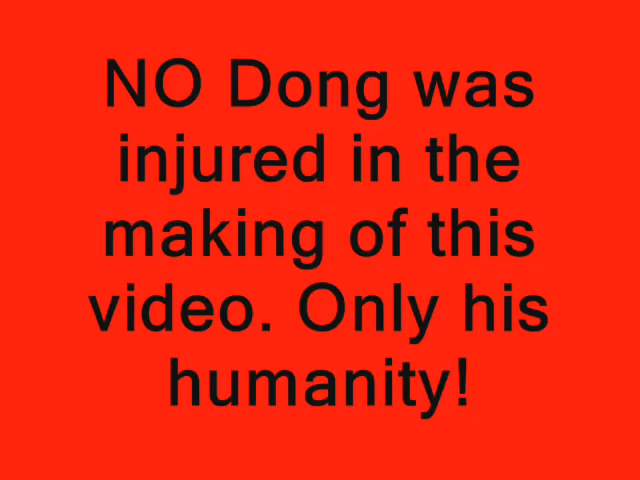 NO Dong was
injured in the
making of this
video. Only his
humanity!